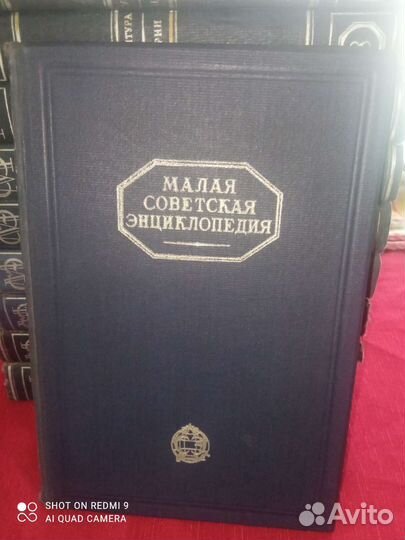 МАЛАЯ
СОВЕТСКАЯ
ЭНЦИКЛОПЕДИЯ
SHOT ON REDMI 9
AI QUAD CAMERA
Avito